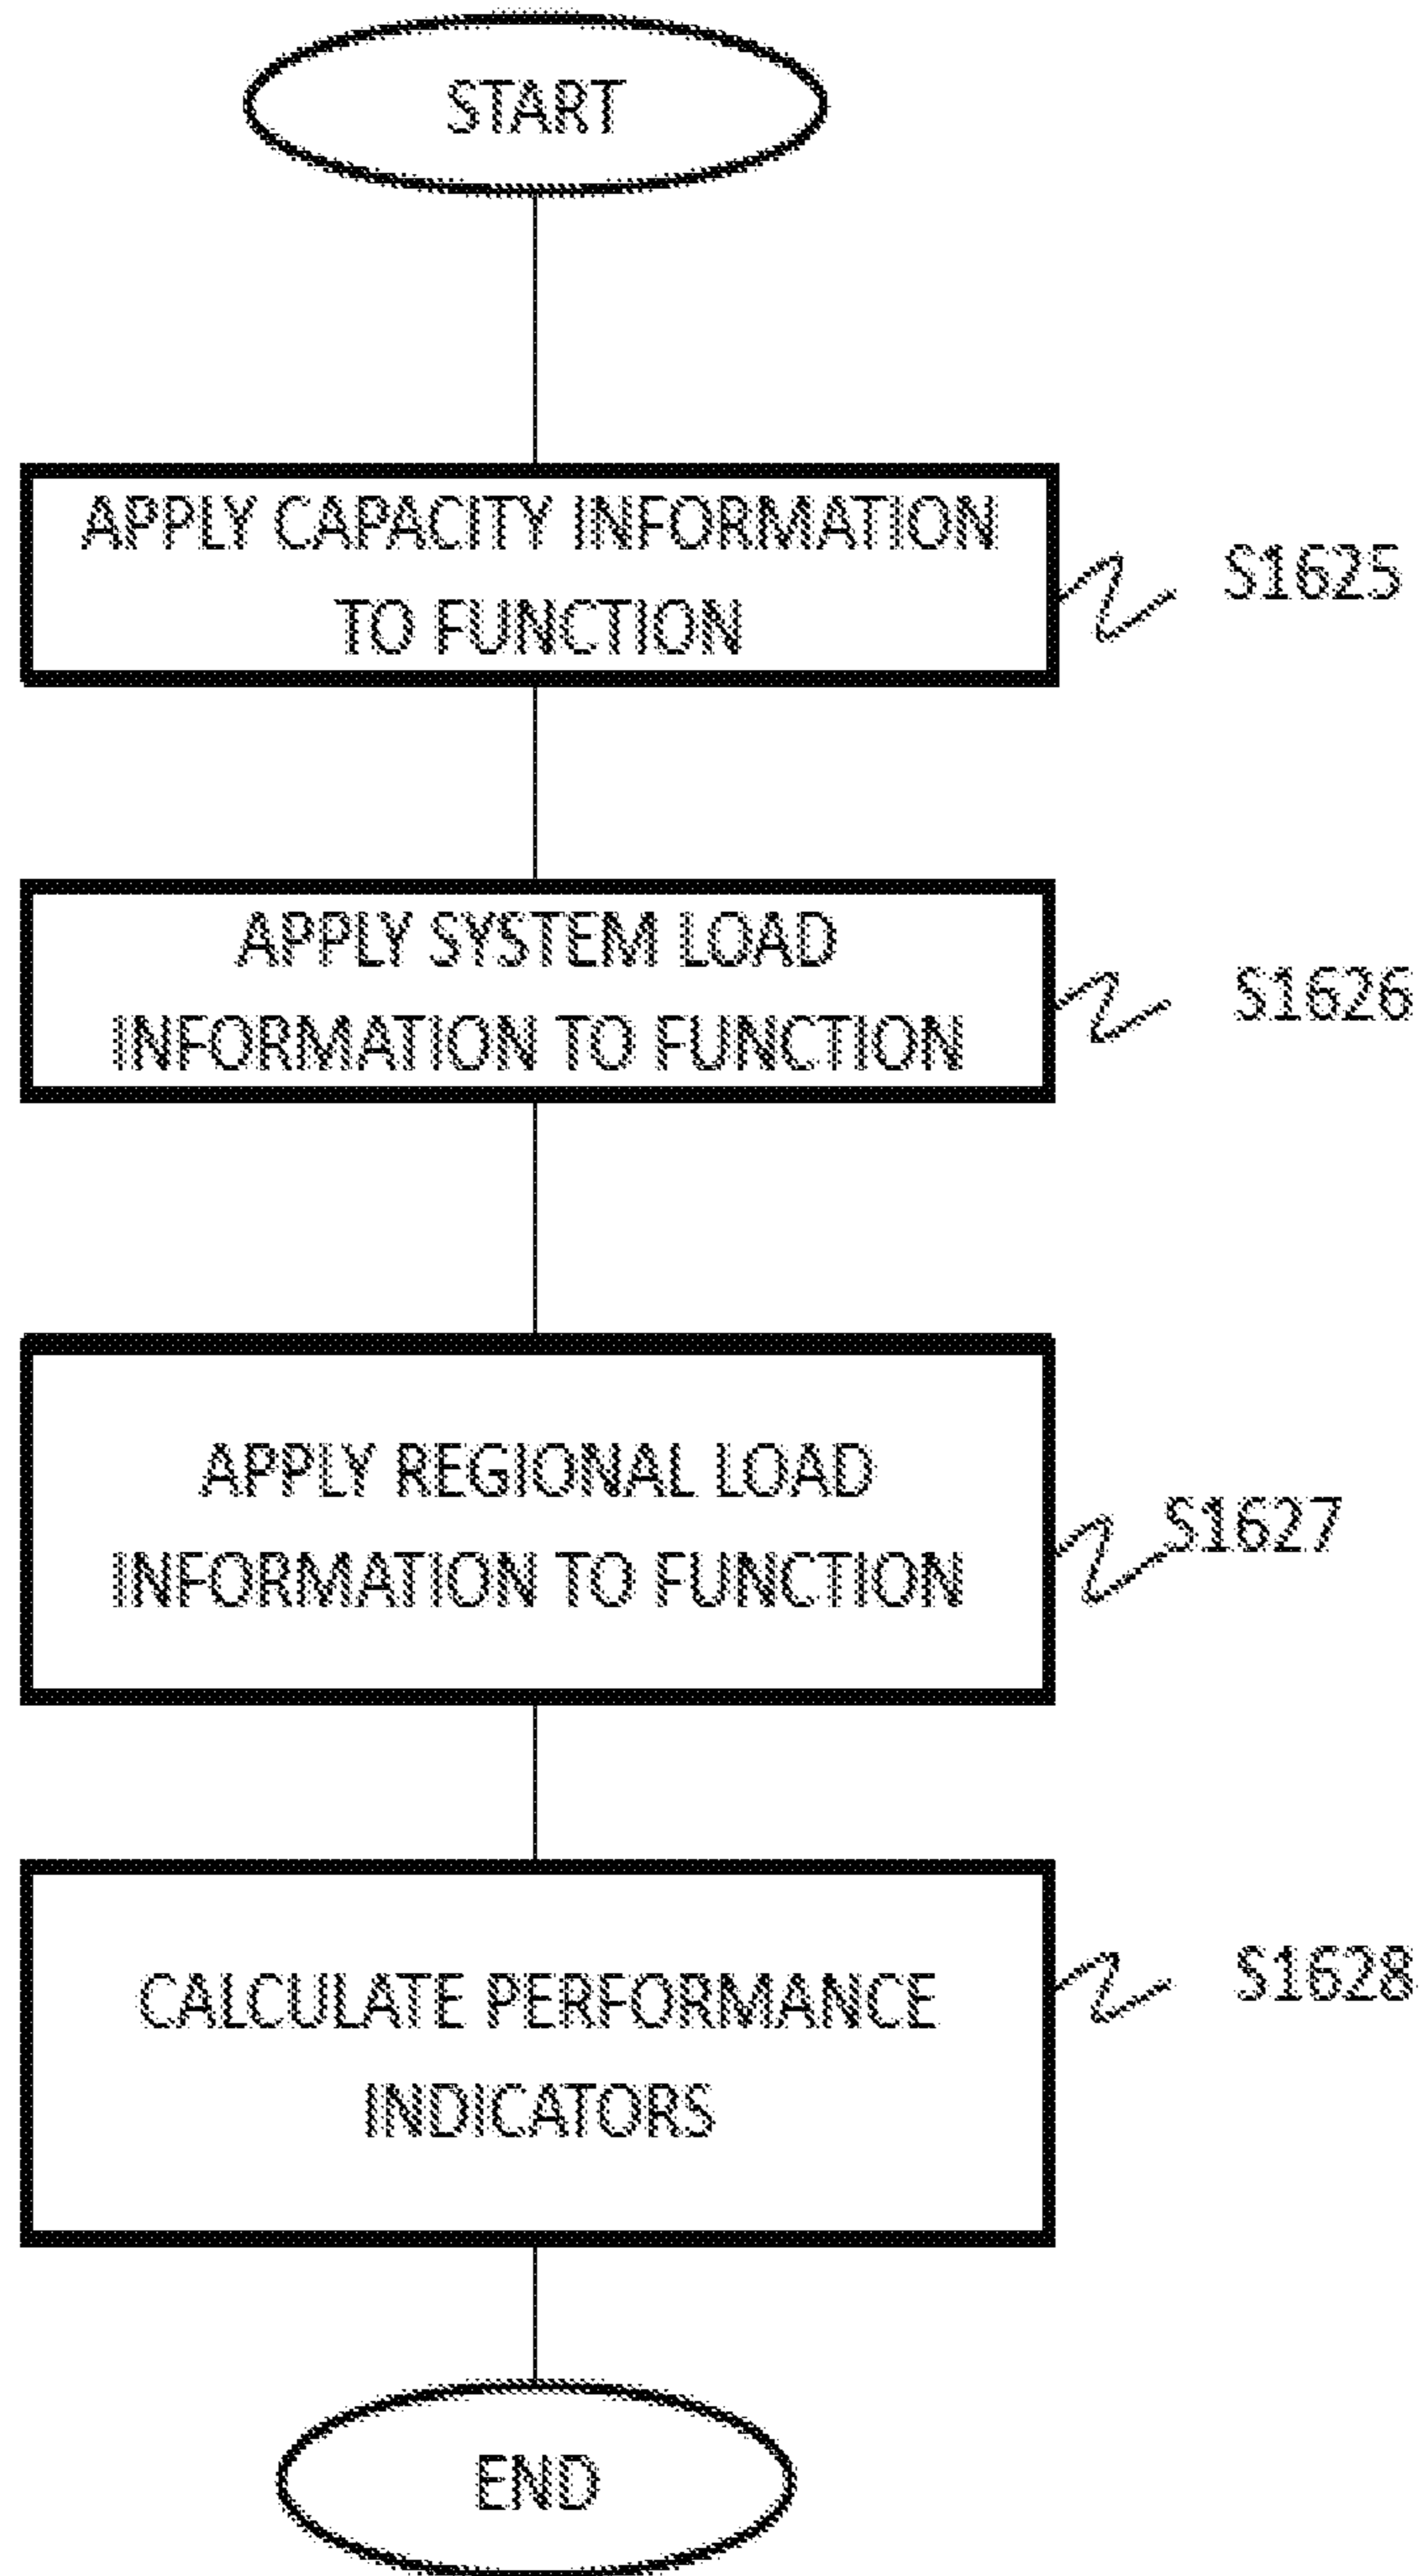 START
APPLY CAPACITY INFORMATION
TO FUNCTION
S1625
APPLY SYSTEM LOAD
INFORMATION TO FUNCTION
S1626
APPLY REGIONAL LOAD
INFORMATION TO FUNCTION
S1627
CALCULATE PERFORMANCE
INDICATORS
S1628
END